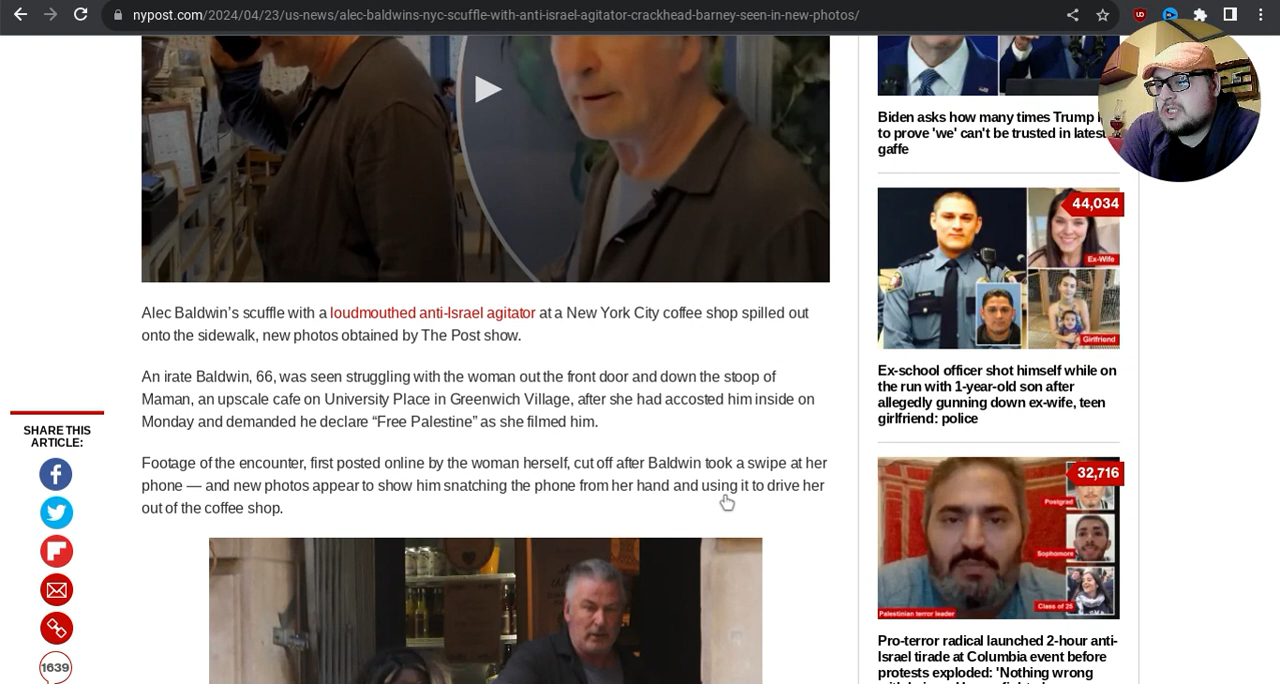 nypost.com/2024/04/23/us-news/alec-baldwins-nyc-scuffle-with-anti-israel-agitator-crackhead-barney-seen-in-new-photos/
Alec Baldwin's scuffle with a loudmouthed anti-Israel agitator at a New York City coffee shop spilled out
onto the sidewalk, new photos obtained by The Post show.
An irate Baldwin, 66, was seen struggling with the woman out the front door and down the stoop of
Maman, an upscale cafe on University Place in Greenwich Village, after she had accosted him inside on
Monday and demanded he declare “Free Palestine” as she filmed him.
Footage of the encounter, first posted online by the woman herself, cut off after Baldwin took a swipe at her
phone — and new photos appear to show him snatching the phone from her hand and using it to drive her
out of the coffee shop.
SHARE THIS
ARTICLE:
1639
Biden asks how many times Trump
to prove 'we' can't be trusted in latest
gaffe
44,034
Ex-Wife
Girlfriend
Ex-school officer shot himself while on
the run with 1-year-old son after
allegedly gunning down ex-wife, teen
girlfriend: police
32,716
Postgrad
Sophomore
Class of 25
Palestinian terror leader
Pro-terror radical launched 2-hour anti-
Israel tirade at Columbia event before
protests exploded: 'Nothing wrong